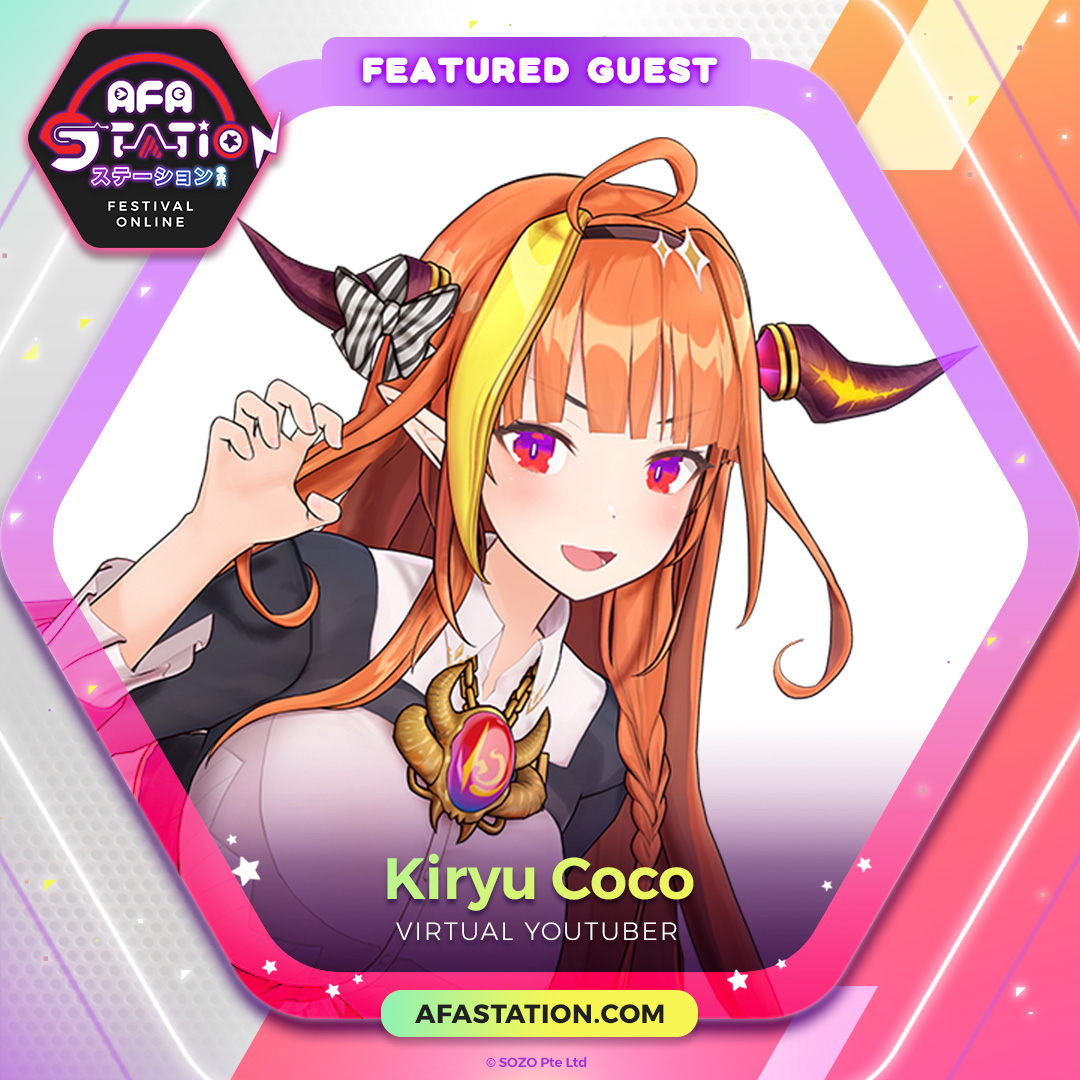 FEATURED GUEST
AFA
STATION
ステーション
FESTIVAL
ONLINE
Kiryu Coco
VIRTUAL YOUTUBER
AFASTATION.COM
© SOZO Pte Ltd